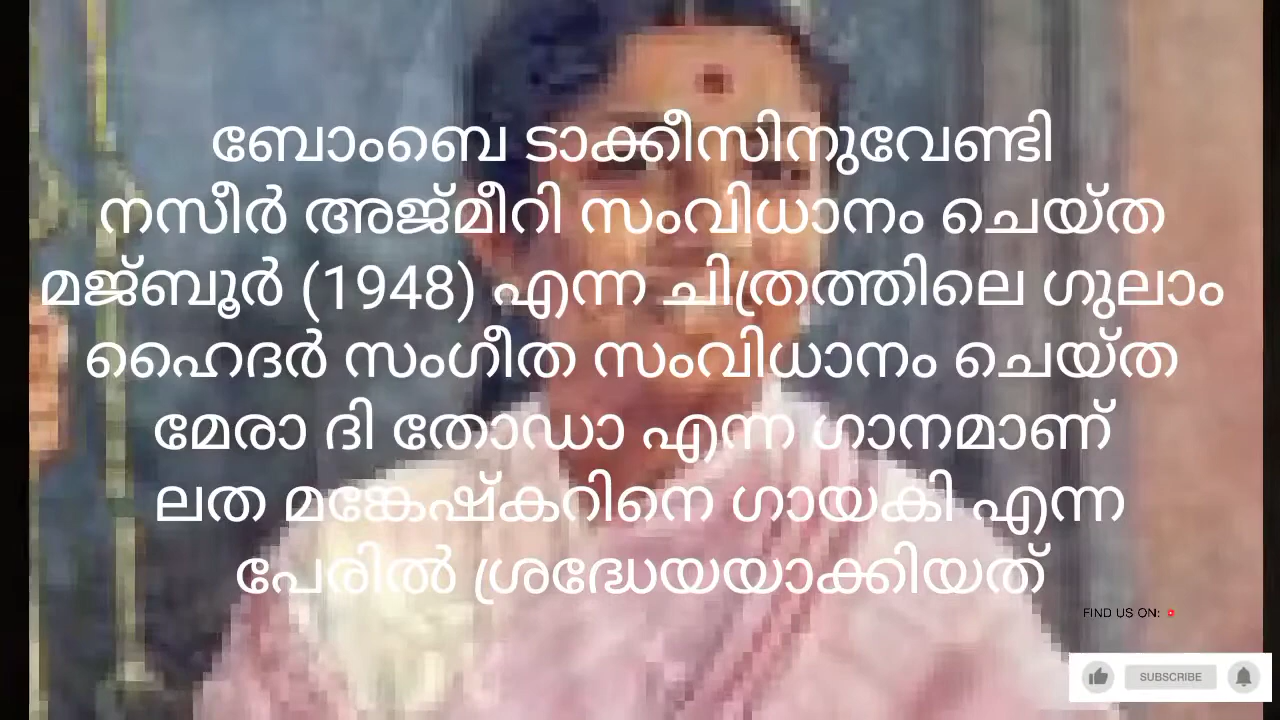 ബോംബെ ടാക്കീസിനുവേണ്ടി
നസീർ അജ്മീറി സംവിധാനം ചെയ്ത
മജ്ബൂർ (1948) എന്ന ചിത്രത്തിലെ ഗുലാം
ഹൈദർ സംഗീത സംവിധാനം ചെയ്ത
മേരാ ദി തോഡാ എന്ന ഗാനമാണ്
ലത മങ്കേഷ്കറിനെ ഗായകി എന്ന
പേരിൽ ശ്രദ്ധേയയാക്കിയത്
FIND US ON:
SUBSCRIBE